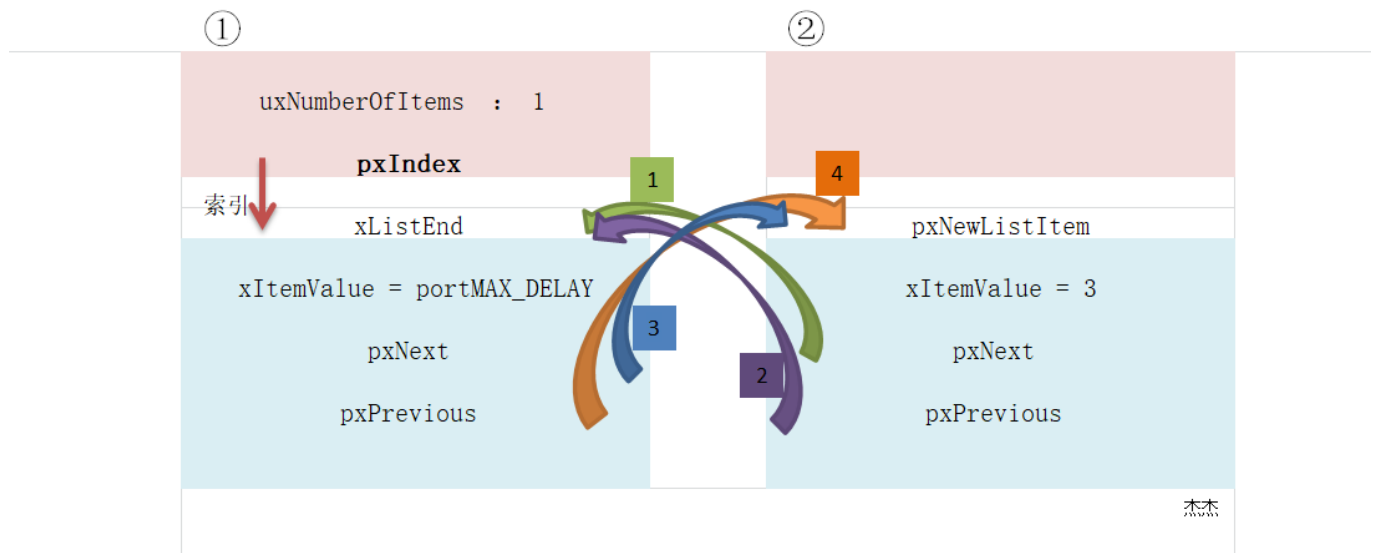 ① ②
uxNumberOfItems : 1
pxIndex
1 4
索引
xListEnd pxNewListItem
xItemValue = portMAX_DELAY xItemValue = 3
3
pxNext pxNext
2
pxPrevious pxPrevious
杰杰